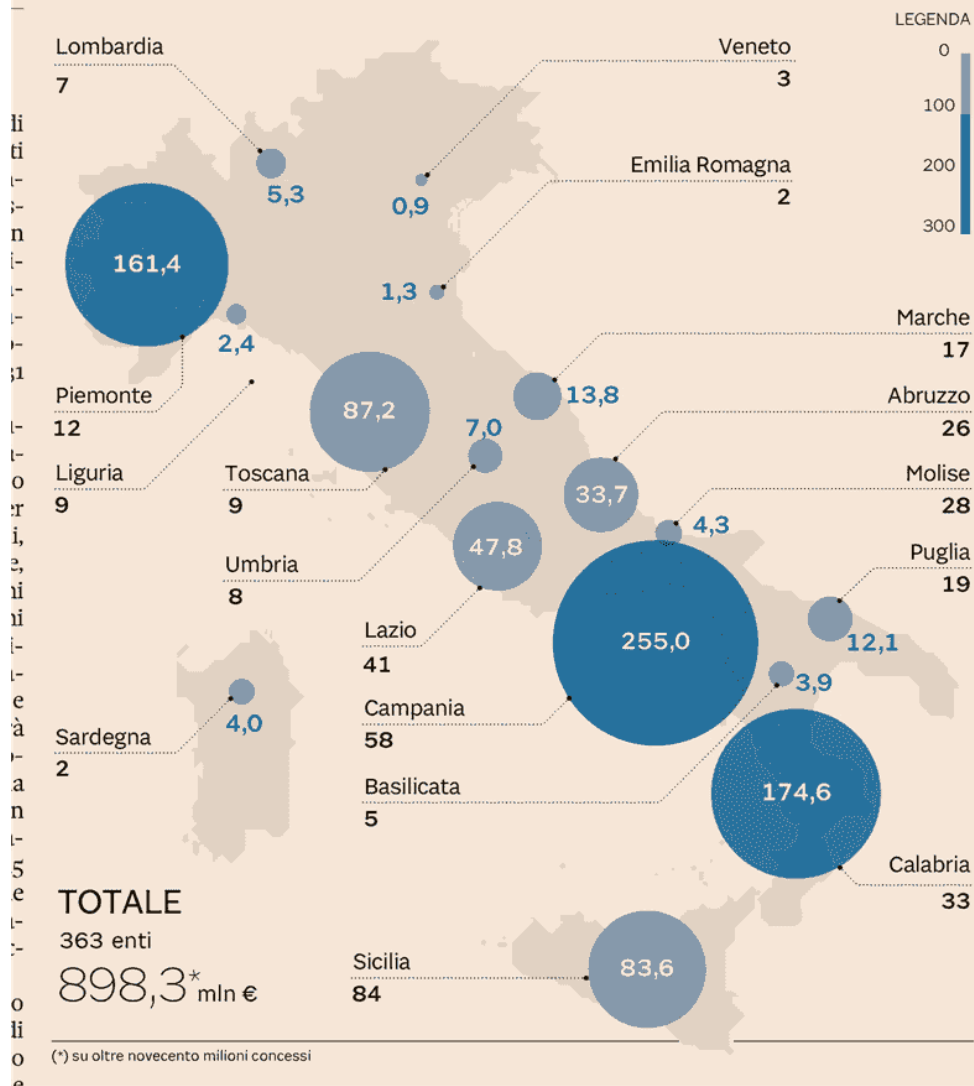 LEGENDA
0
100
200
300
Lombardia
7
5,3
Veneto
3
0,9
Emilia Romagna
2
1,3
161,4
Piemonte
12
2,4
Liguria
9
87,2
Toscana
9
Marche
17
13,8
7,0
Umbria
8
Abruzzo
26
33,7
Molise
28
4,3
47,8
Lazio
41
Puglia
19
12,1
255,0
Campania
58
3,9
Basilicata
5
Sardegna
2
4,0
174,6
Calabria
33
Sicilia
84
83,6
TOTALE
363 enti
898,3* mln €
(*) su oltre novecento milioni concessi